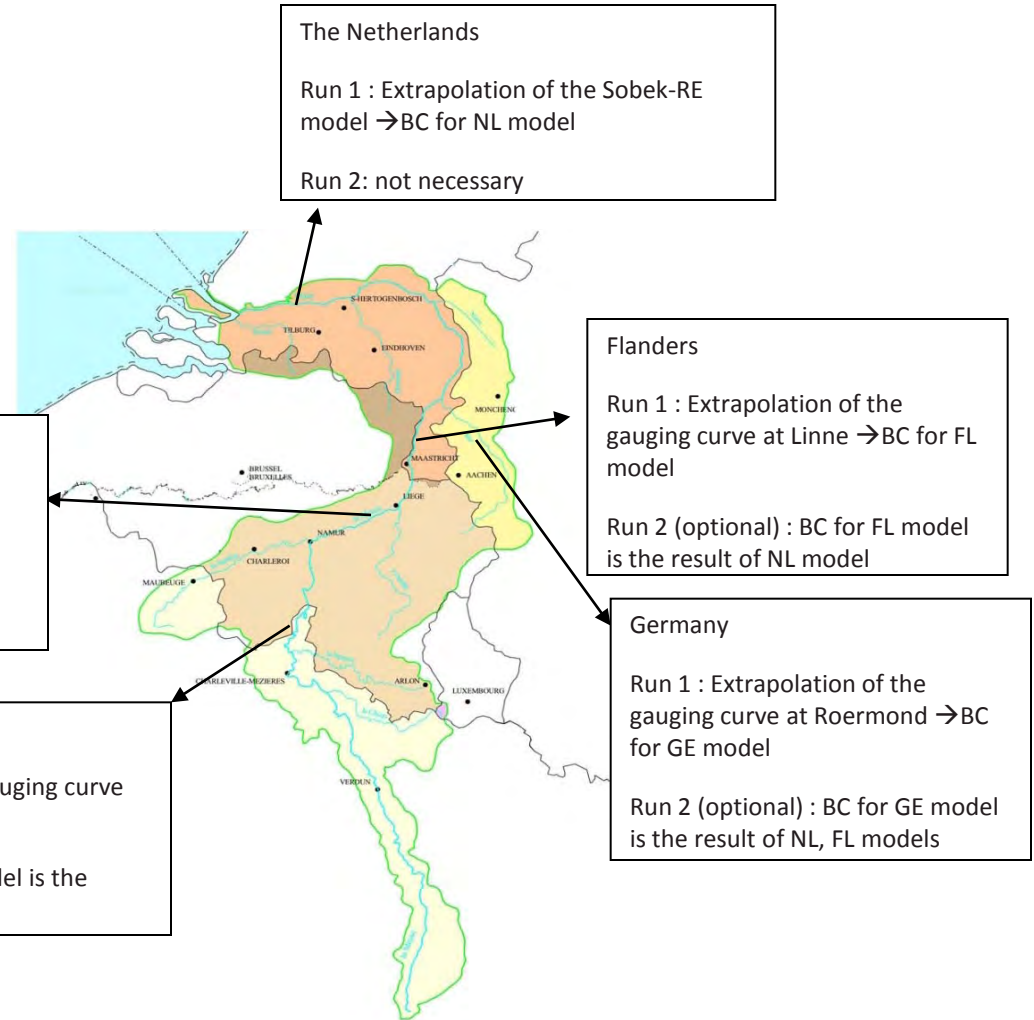 The Netherlands
Run 1 : Extrapolation of the Sobek-RE
model →BC for NL model
Run 2: not necessary
S-HERTOGENBOSCH
TILBURG
EINDHOVEN
MONCHENG
MAASTRICHT
AACHEN
BRUSSEL
BRUXELLES
LIEGE
NAMUR
CHARLEROI
MAUBEUGE
CHARLEVILLE-MEZIERES
ARLON
LUXEMBOURG
VERDUN
Flanders
Run 1 : Extrapolation of the
gauging curve at Linne →BC for FL
model
Run 2 (optional) : BC for FL model
is the result of NL model
Germany
Run 1 : Extrapolation of the
gauging curve at Roermond →BC
for GE model
Run 2 (optional) : BC for GE model
is the result of NL, FL models
uging curve
el is the